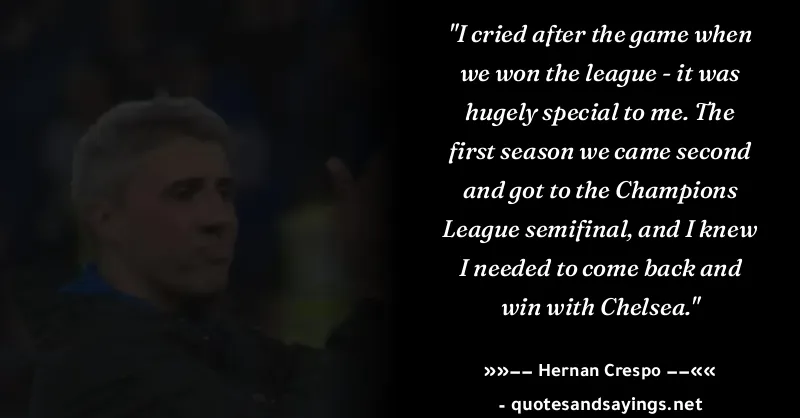 "I cried after the game when
we won the league - it was
hugely special to me. The
first season we came second
and got to the Champions
League semifinal, and I knew
I needed to come back and
win with Chelsea."
»»–– Hernan Crespo ––««
- quotesandsayings.net